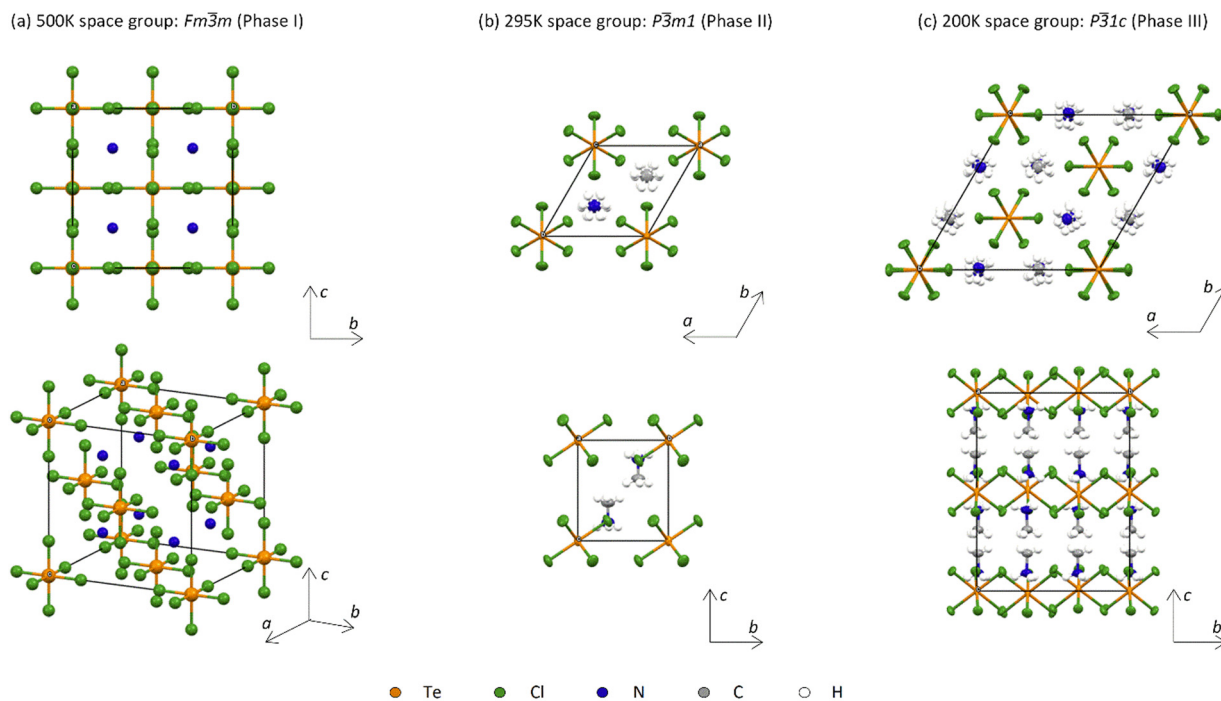 (a) 500K space group: Fm3̅m (Phase I)
(b) 295K space group: P3̅m1 (Phase II)
(c) 200K space group: P3̅1c (Phase III)
c
b
b
a
b
a
c
a
b
c
b
c
b
Te
Cl
N
C
H